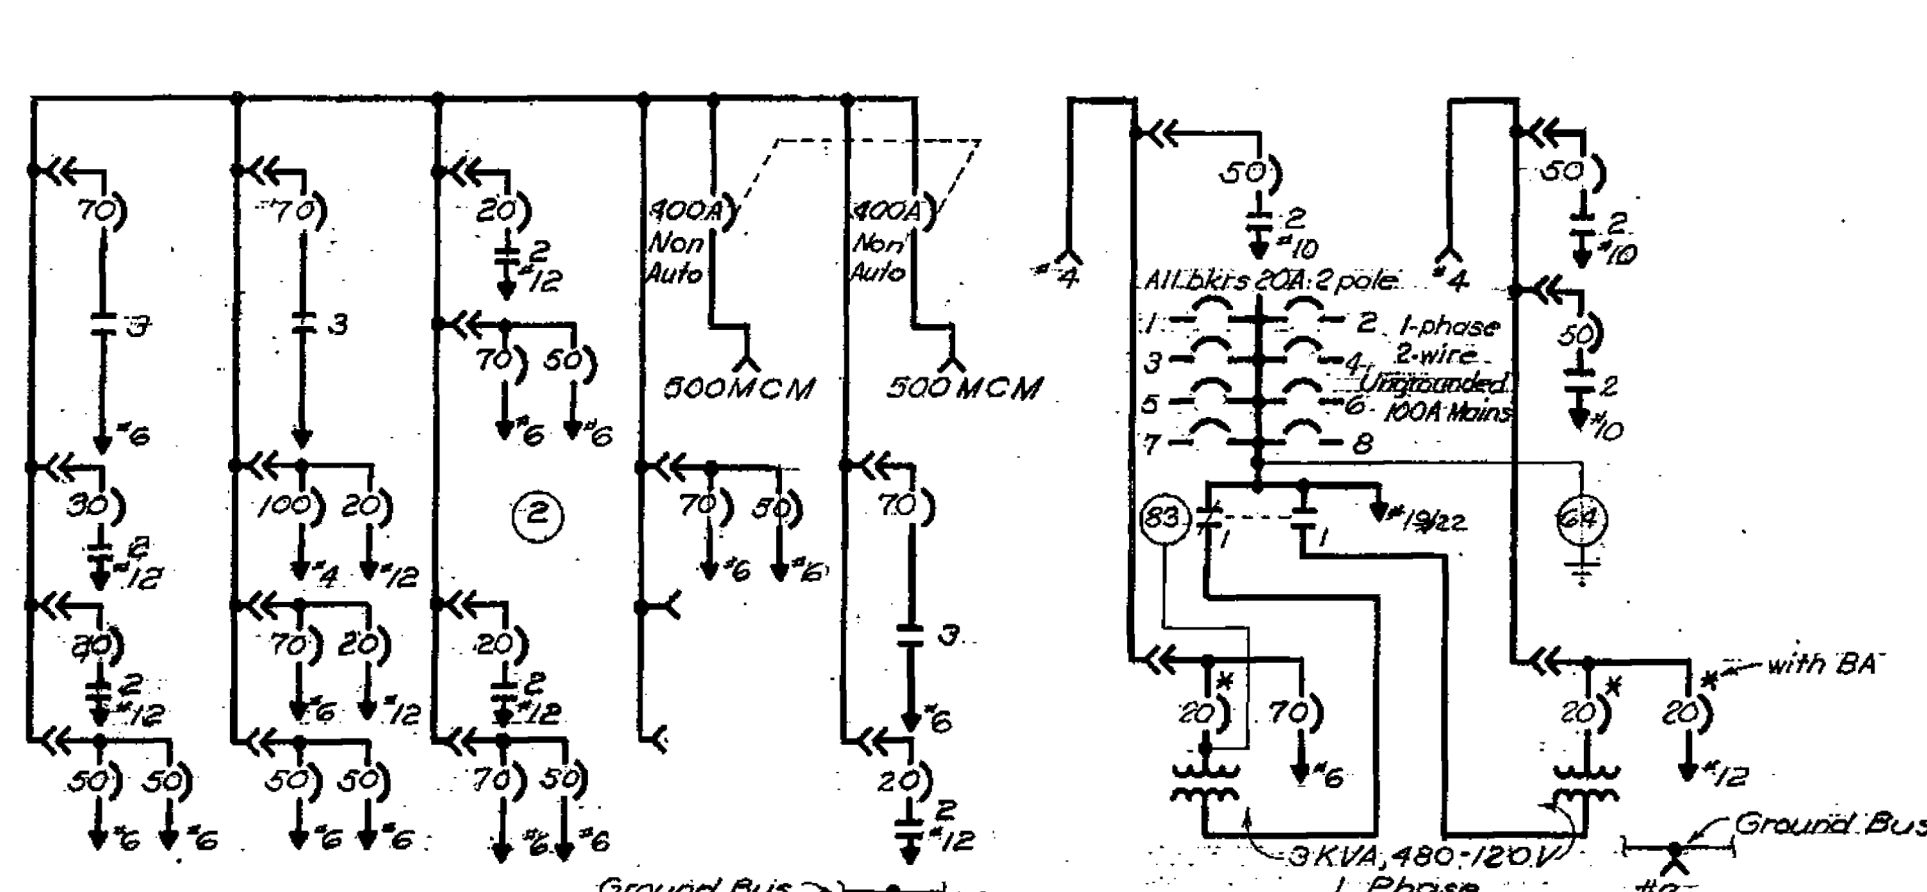 70) 70) 20) 400A) 400A) 50) 50)
Non Non
Auto Auto
2
#12
2
#10
2
#10
#4 #4
All bkrs 20A: 2 pole
3 3
70) 50) 50)
1 2 1-phase
3 4 2-wire
500 MCM 500 MCM
Ungrounded
5 6 100A Mains
7 8
2
#10
#6 #6 #6
30) 100) 20) 2 70) 50) 70)
83 1 1 #19/22 64
2
#12
#4 #12 #6 #6
20) 70) 20) 20) 3
with BA
2
#12
#6 #12
2
#12
#6
* * *
20) 70) 20) 20)
50) 50) 50) 50) 70) 50) 20)
#6 #12
#6 #6 #6 #6 #6 #6
2
#12
3 KVA, 480-120V
1 Phase
Ground Bus
Ground Bus